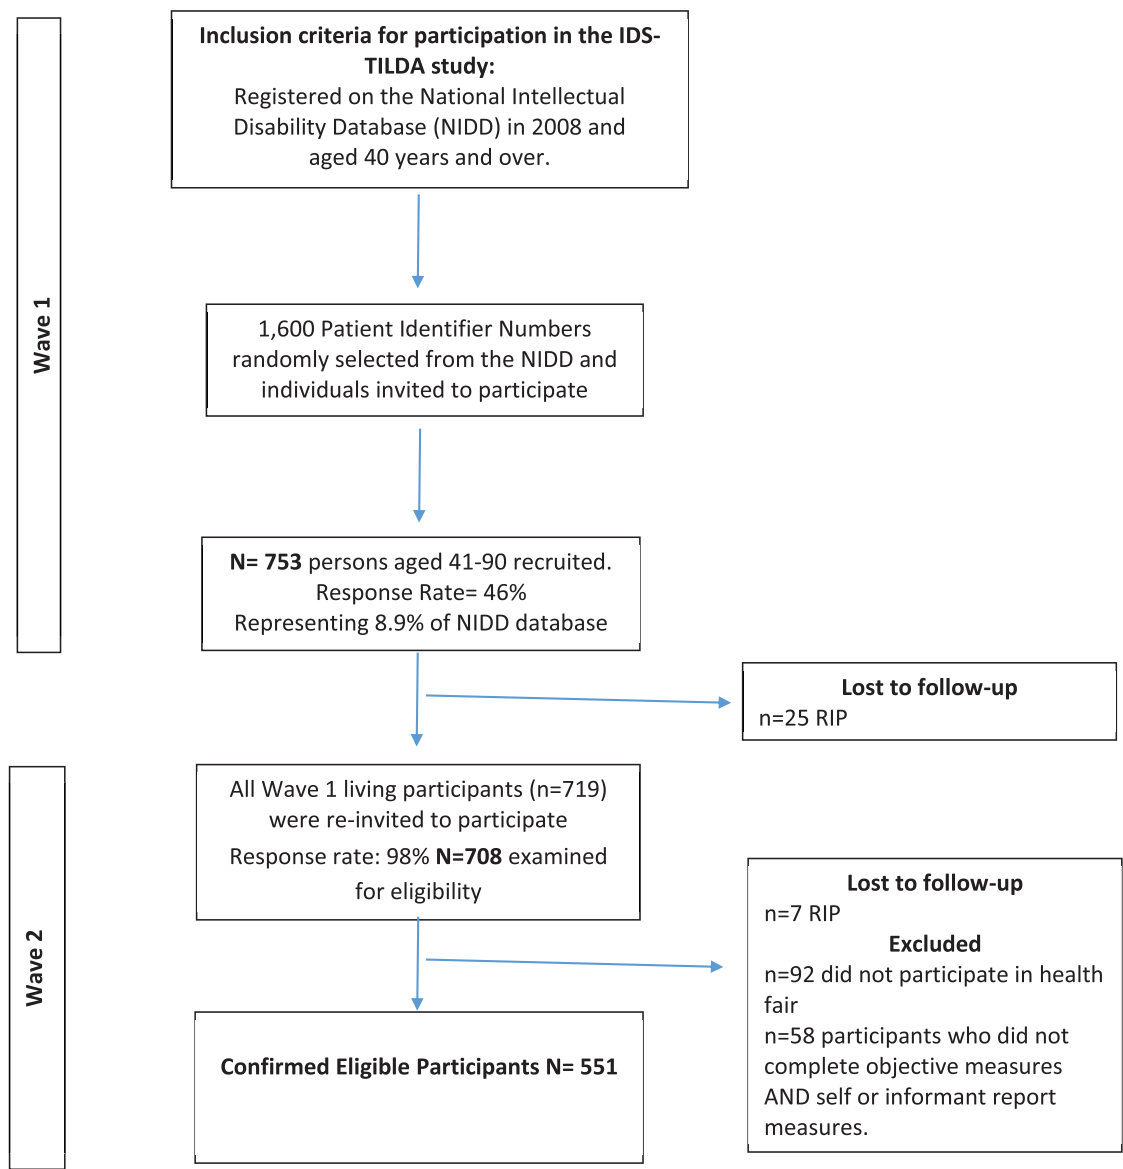 Wave 1
Inclusion criteria for participation in the IDS-
TILDA study:
Registered on the National Intellectual
Disability Database (NIDD) in 2008 and
aged 40 years and over.
1,600 Patient Identifier Numbers
randomly selected from the NIDD and
individuals invited to participate
N= 753 persons aged 41-90 recruited.
Response Rate= 46%
Representing 8.9% of NIDD database
Lost to follow-up
n=25 RIP
Wave 2
All Wave 1 living participants (n=719)
were re-invited to participate
Response rate: 98% N=708 examined
for eligibility
Lost to follow-up
n=7 RIP
Excluded
n=92 did not participate in health
fair
n=58 participants who did not
complete objective measures
AND self or informant report
measures.
Confirmed Eligible Participants N= 551